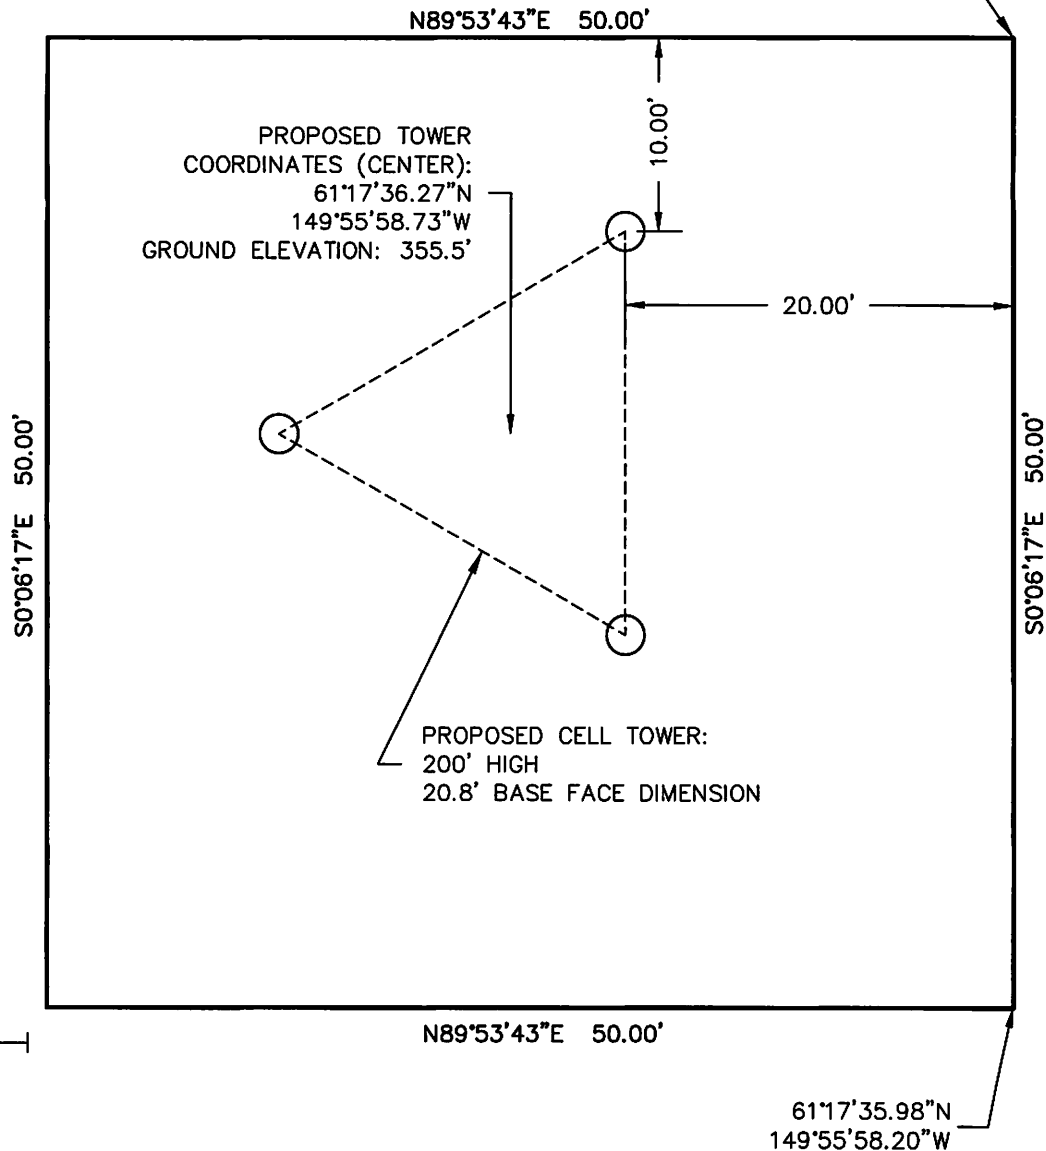 N89°53'43"E 50.00'
10.00'
PROPOSED TOWER
COORDINATES (CENTER):
61°17'36.27"N
149°55'58.73"W
GROUND ELEVATION: 355.5'
20.00'
S0°06'17"E 50.00'
S0°06'17"E 50.00'
PROPOSED CELL TOWER:
200' HIGH
20.8' BASE FACE DIMENSION
N89°53'43"E 50.00'
61°17'35.98"N
149°55'58.20"W